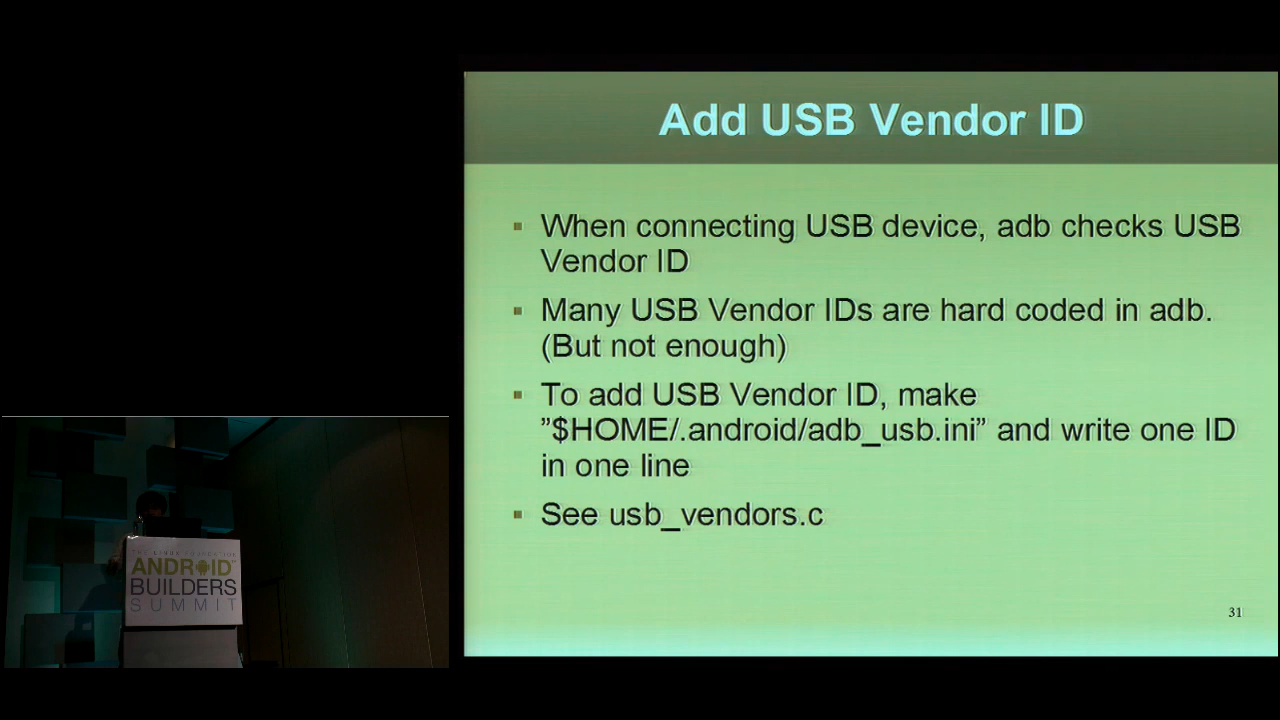 Add USB Vendor ID
When connecting USB device, adb checks USB
Vendor ID
Many USB Vendor IDs are hard coded in adb.
(But not enough)
To add USB Vendor ID, make
”$HOME/.android/adb_usb.ini” and write one ID
in one line
See usb_vendors.c
31
THE LINUX FOUNDATION
ANDROID™
BUILDERS
SUMMIT